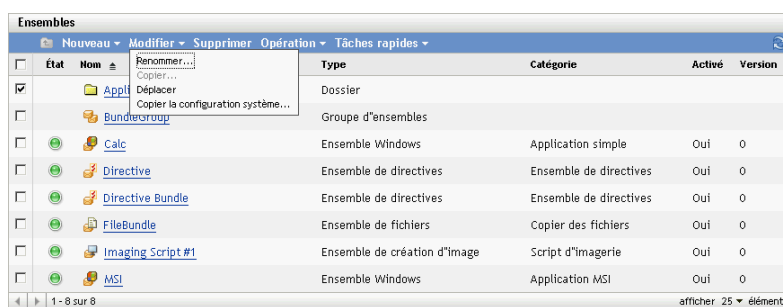 Ensembles
Nouveau Modifier Supprimer Opération Tâches rapides
État Nom Type Catégorie Activé Version
Renommer...
Copier...
Déplacer
Copier la configuration système...
Appli Dossier
BundleGroup Groupe d"ensembles
Calc Ensemble Windows Application simple Oui 0
Directive Ensemble de directives Ensemble de directives Oui 0
Directive Bundle Ensemble de directives Ensemble de directives Oui 0
FileBundle Ensemble de fichiers Copier des fichiers Oui 0
Imaging Script #1 Ensemble de création d"image Script d"imagerie Oui 0
MSI Ensemble Windows Application MSI Oui 0
1 - 8 sur 8 afficher 25 élément